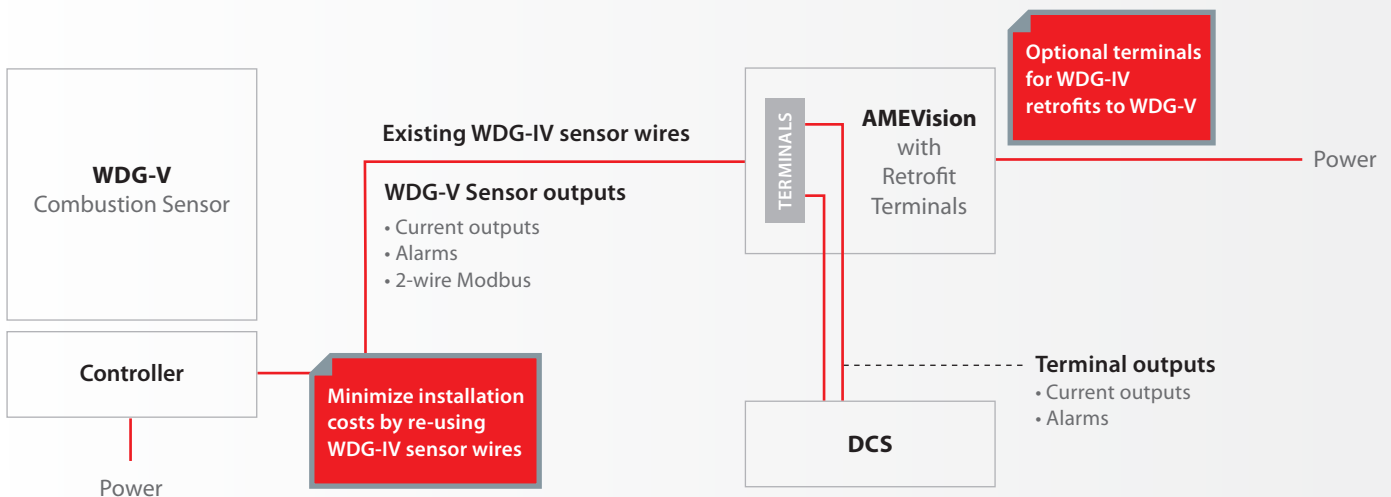 WDG-V
Combustion Sensor
Controller
Power
Existing WDG-IV sensor wires
WDG-V Sensor outputs
• Current outputs
• Alarms
• 2-wire Modbus
Minimize installation
costs by re-using
WDG-IV sensor wires
TERMINALS
AMEVision
with
Retrofit
Terminals
Optional terminals
for WDG-IV
retrofits to WDG-V
Power
Terminal outputs
• Current outputs
• Alarms
DCS